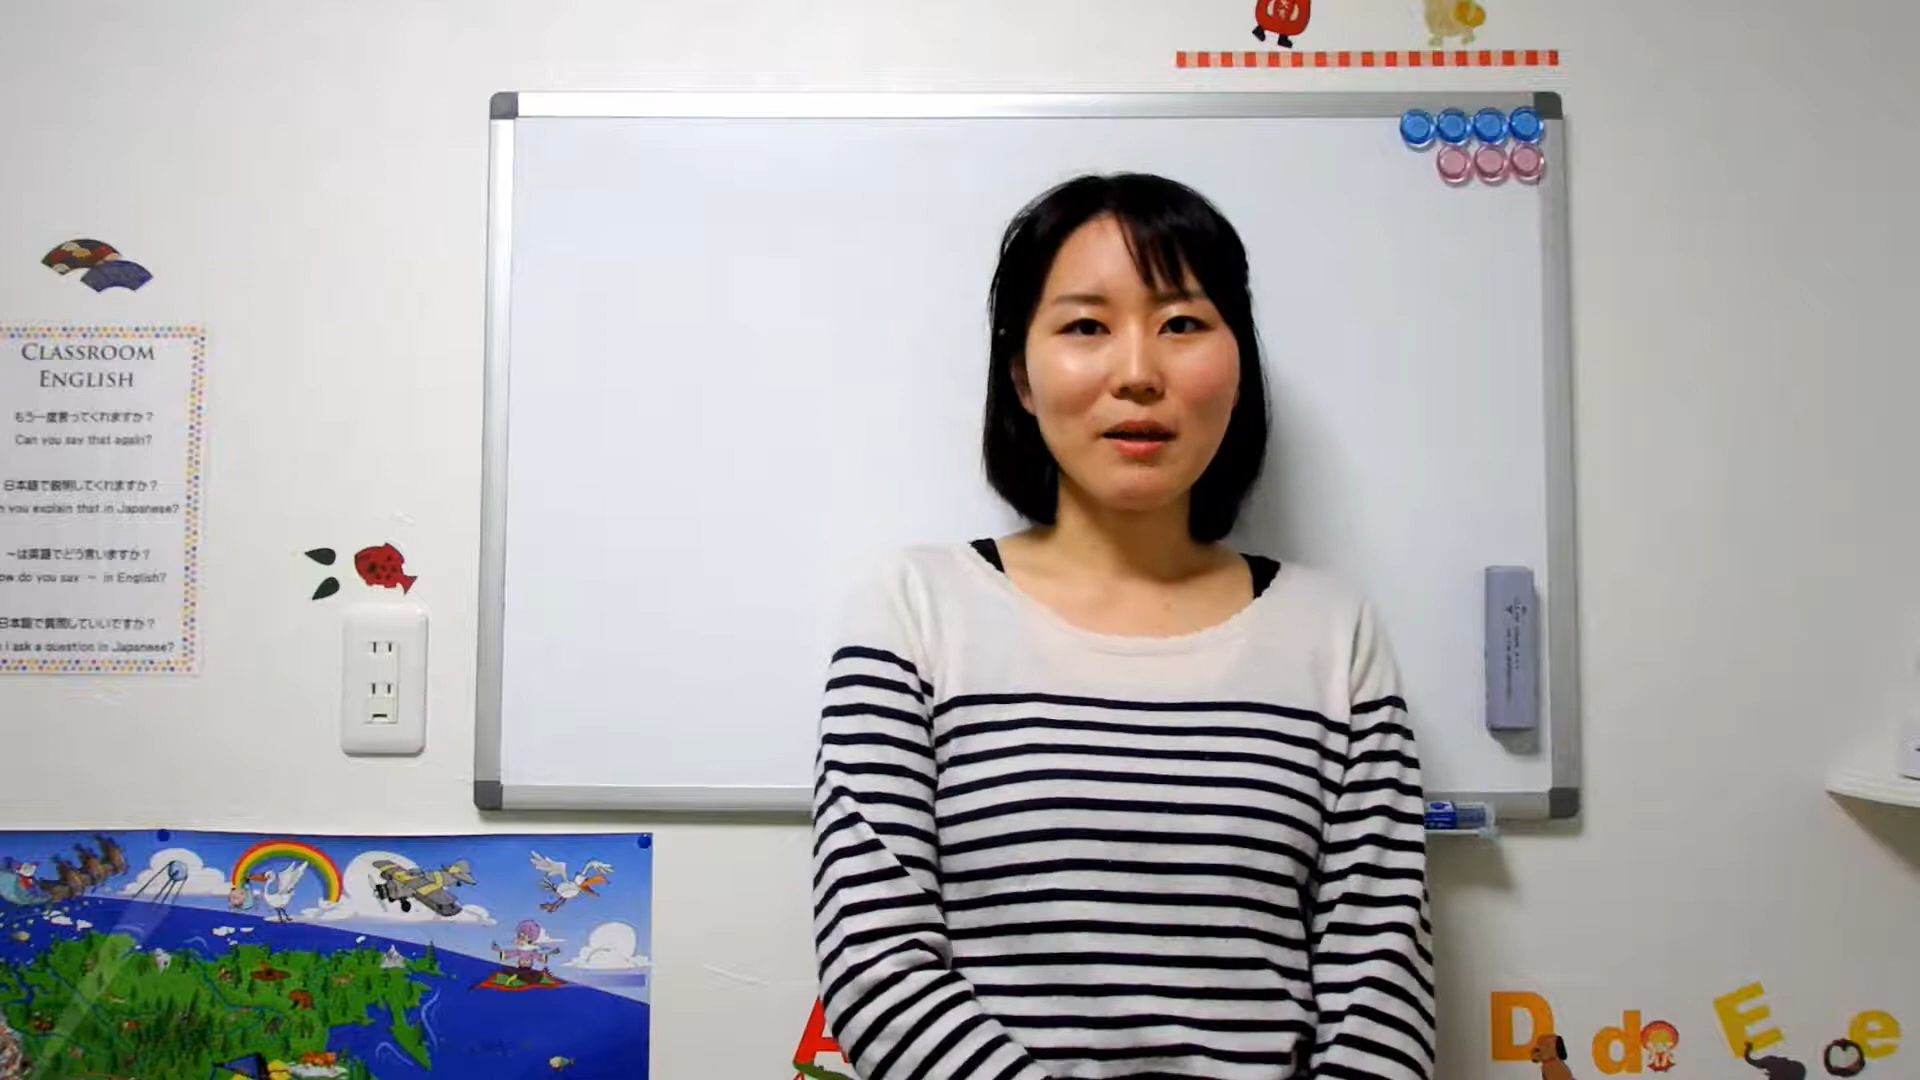 CLASSROOM
ENGLISH
もう一度言ってくれますか？
Can you say that again?
日本語で説明してくれますか？
you explain that in Japanese?
～は英語でどう言いますか？
do you say ～ in English?
日本語で質問していいですか？
I ask a question in Japanese?
A
D d E e